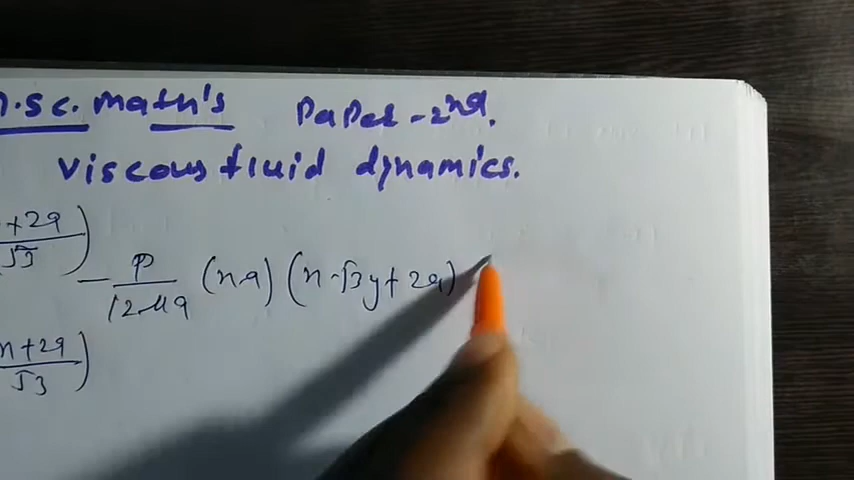 .sc. math's Paper - 2nd.
viscous fluid dynamics.
+2a)
√3
- P/12μa (x-a) (x-√3y+2a)
x+2a)
√3